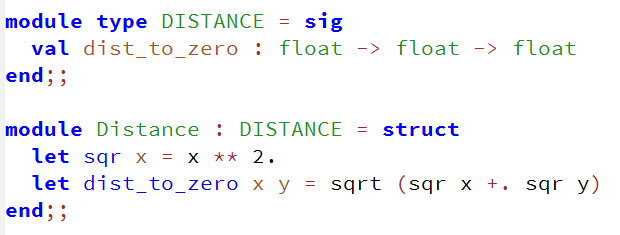 module type DISTANCE = sig
  val dist_to_zero : float -> float -> float
end;;

module Distance : DISTANCE = struct
  let sqr x = x ** 2.
  let dist_to_zero x y = sqrt (sqr x +. sqr y)
end;;